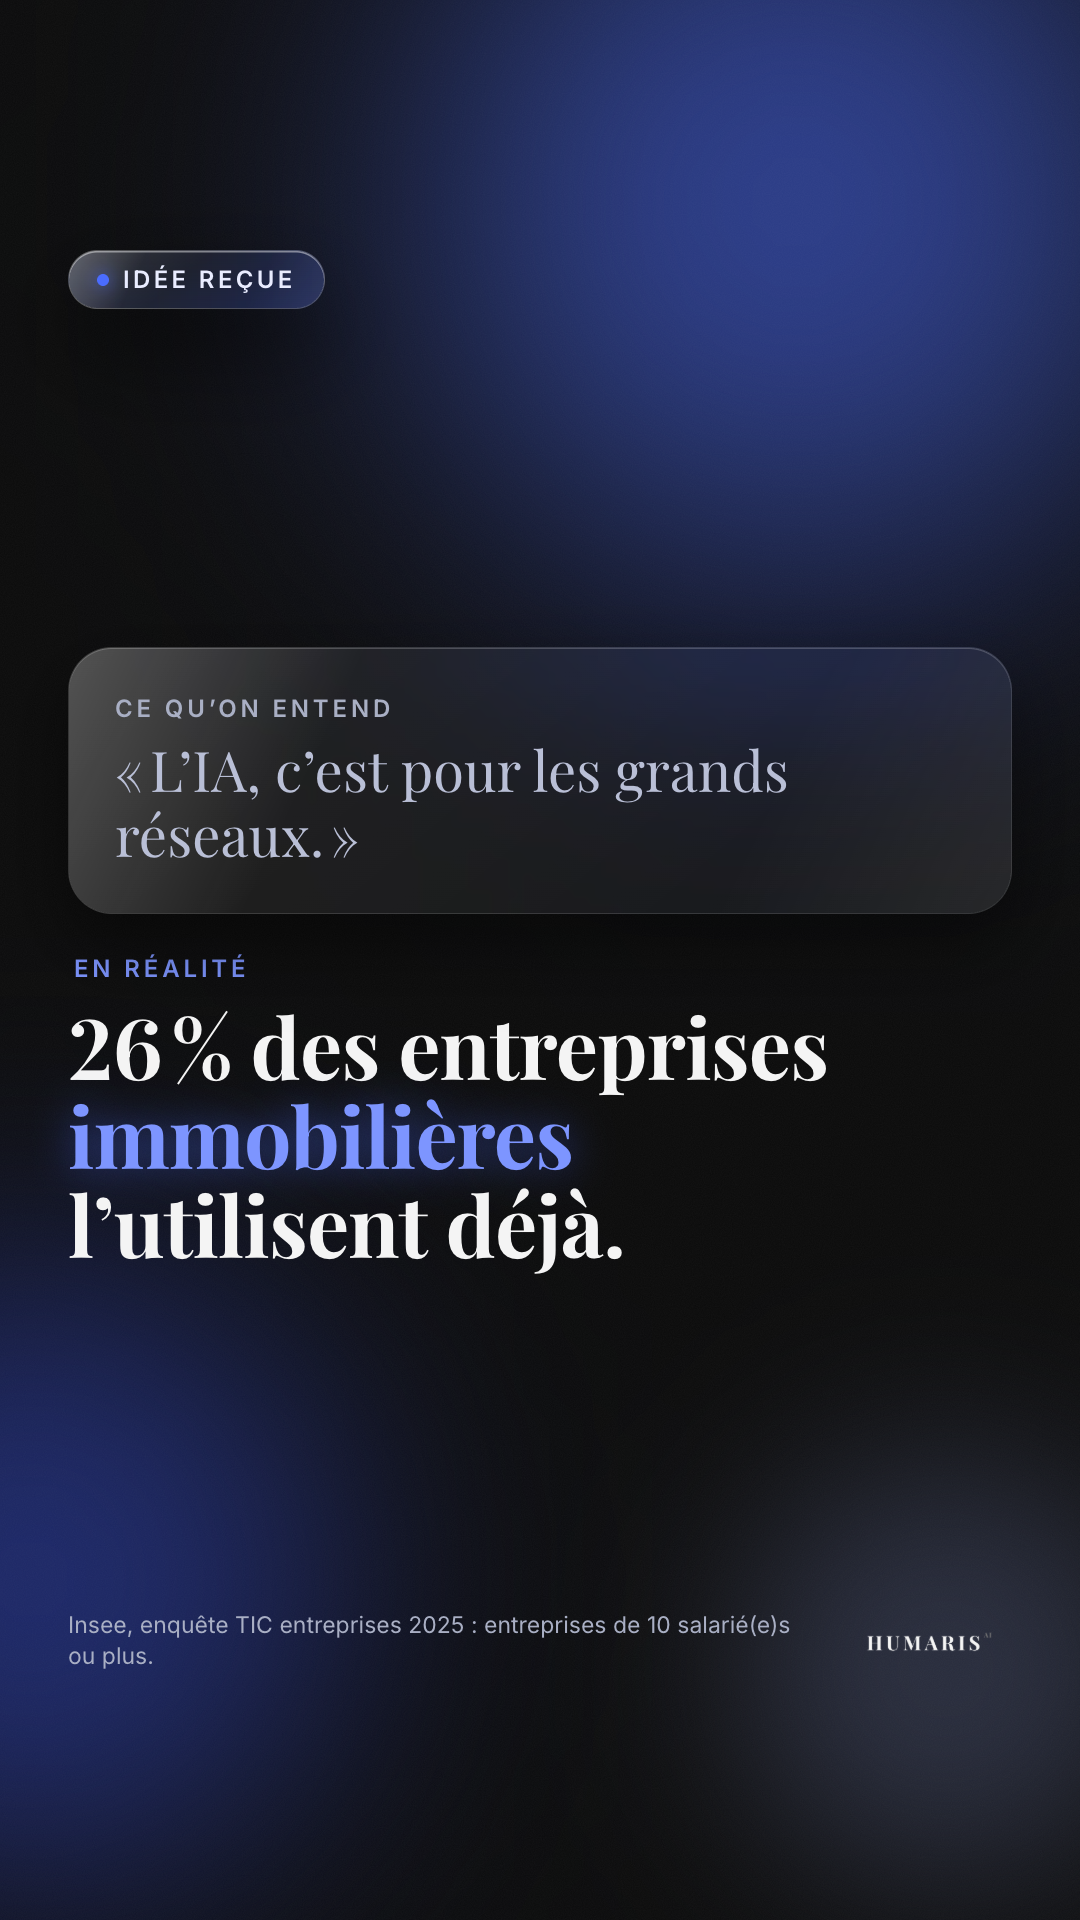 IDÉE REÇUE
CE QU’ON ENTEND
« L’IA, c’est pour les grands
réseaux. »
EN RÉALITÉ
26 % des entreprises
immobilières
l’utilisent déjà.
Insee, enquête TIC entreprises 2025 : entreprises de 10 salarié(e)s
ou plus.
HUMARIS AI